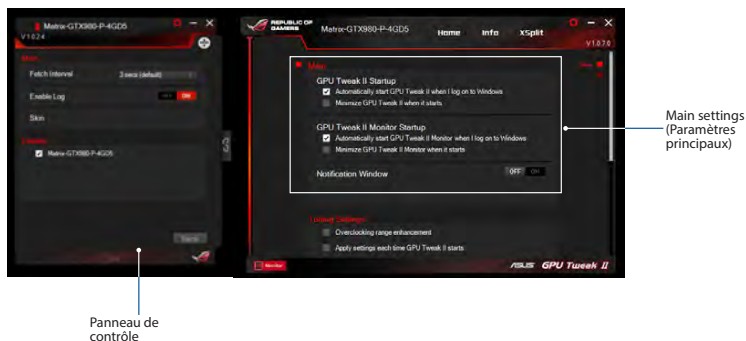 Matrix-GTX980-P-4GD5
V1.0.2.4
Main
Fetch Interval
3 secs (default)
Enable Log
OFF ON
Skin
Matrix-GTX980-P-4GD5
REPUBLIC OF
GAMERS
Matrix-GTX980-P-4GD5
Home
Info
XSplit
V 1.0.7.0
Main
GPU Tweak II Startup
Automatically start GPU Tweak II when I log on to Windows
Minimize GPU Tweak II when it starts
GPU Tweak II Monitor Startup
Automatically start GPU Tweak II Monitor when I log on to Windows
Minimize GPU Tweak II Monitor when it starts
Notification Window
OFF ON
Overclocking range enhancement
Apply settings each time GPU Tweak II starts
Monitor
ASUS GPU Tweak II
Main settings
(Paramètres
principaux)
Panneau de
contrôle